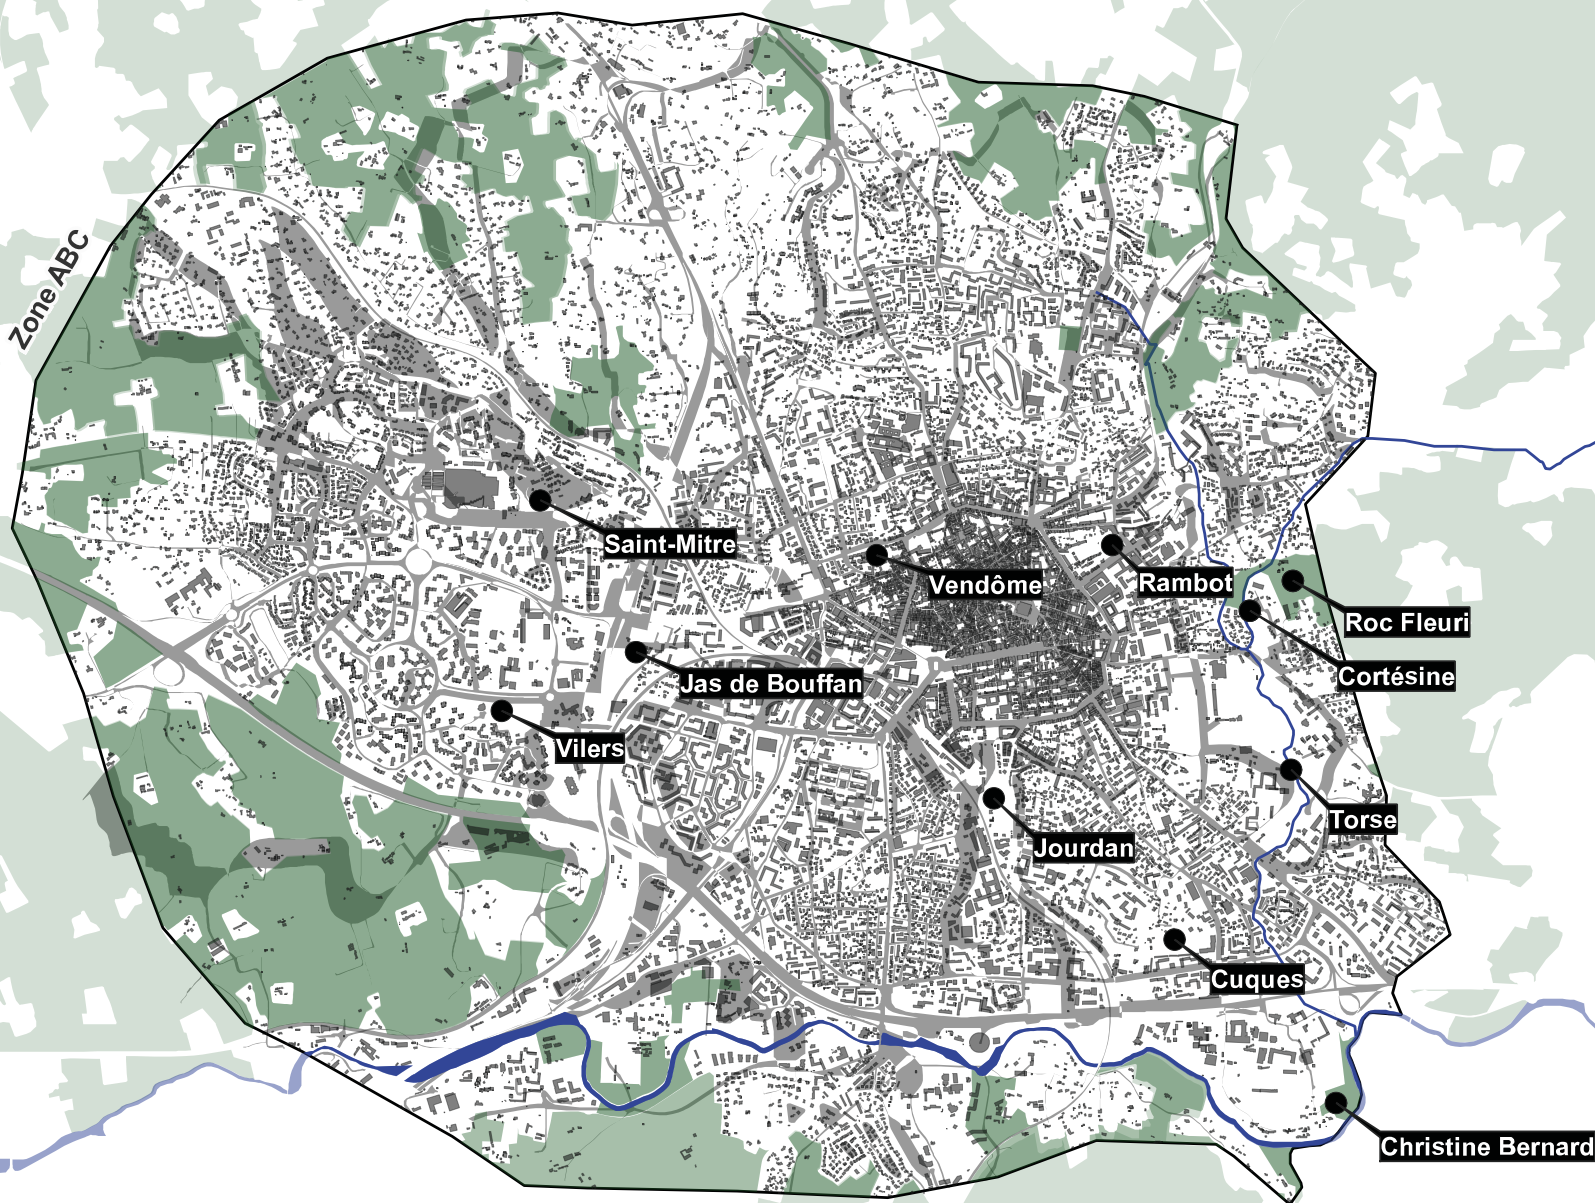 Zone ABC
Saint-Mitre
Vendôme
Rambot
Roc Fleuri
Cortésine
Jas de Bouffan
Vilers
Torse
Jourdan
Cuques
Christine Bernard